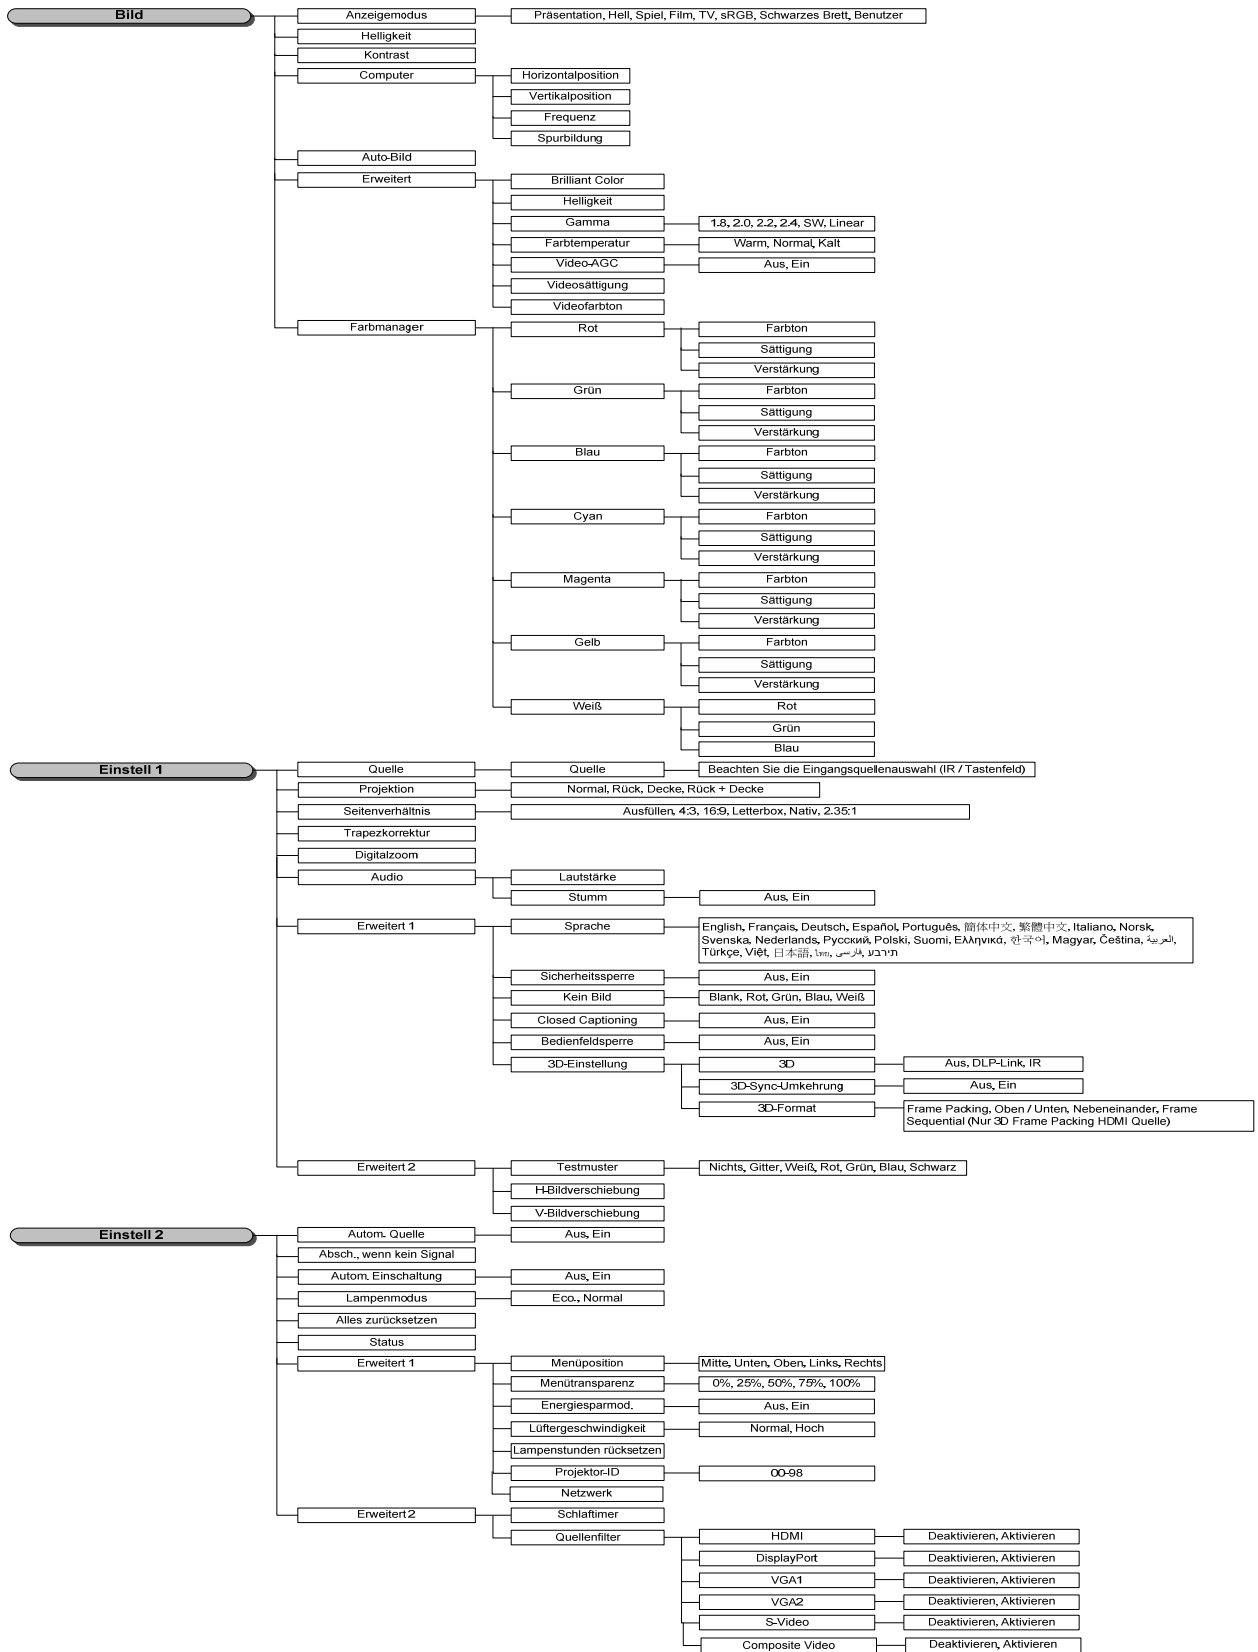 Bild
Anzeigemodus
Präsentation, Hell, Spiel, Film, TV, sRGB, Schwarzes Brett, Benutzer
Helligkeit
Kontrast
Computer
Horizontalposition
Vertikalposition
Frequenz
Spurbildung
Auto-Bild
Erweitert
Brilliant Color
Helligkeit
Gamma
1.8, 2.0, 2.2, 2.4, SW, Linear
Farbtemperatur
Warm, Normal, Kalt
Video-AGC
Aus, Ein
Videosättigung
Videofarbton
Farbmanager
Rot
Farbton
Sättigung
Verstärkung
Grün
Farbton
Sättigung
Verstärkung
Blau
Farbton
Sättigung
Verstärkung
Cyan
Farbton
Sättigung
Verstärkung
Magenta
Farbton
Sättigung
Verstärkung
Gelb
Farbton
Sättigung
Verstärkung
Weiß
Rot
Grün
Blau
Einstell 1
Quelle
Quelle
Beachten Sie die Eingangsquellenauswahl (IR / Tastenfeld)
Projektion
Normal, Rück, Decke, Rück + Decke
Seitenverhältnis
Ausfüllen, 4:3, 16:9, Letterbox, Nativ, 2.35:1
Trapezkorrektur
Digitalzoom
Audio
Lautstärke
Stumm
Aus, Ein
Erweitert 1
Sprache
English, Français, Deutsch, Español, Português, 簡体中文, 繁體中文, Italiano, Norsk,
Svenska, Nederlands, Русский, Polski, Suomi, Ελληνικά, 한국어, Magyar, Čeština, العربية,
Türkçe, Việt, 日本語, ไทย, فارسی, תירבע
Sicherheitssperre
Aus, Ein
Kein Bild
Blank, Rot, Grün, Blau, Weiß
Closed Captioning
Aus, Ein
Bedienfeldsperre
Aus, Ein
3D-Einstellung
3D
Aus, DLP-Link, IR
3D-Sync-Umkehrung
Aus, Ein
3D-Format
Frame Packing, Oben / Unten, Nebeneinander, Frame
Sequential (Nur 3D Frame Packing HDMI Quelle)
Erweitert 2
Testmuster
Nichts, Gitter, Weiß, Rot, Grün, Blau, Schwarz
H-Bildverschiebung
V-Bildverschiebung
Einstell 2
Autom. Quelle
Aus, Ein
Absch., wenn kein Signal
Autom. Einschaltung
Aus, Ein
Lampenmodus
Eco., Normal
Alles zurücksetzen
Status
Erweitert 1
Menüposition
Mitte, Unten, Oben, Links, Rechts
Menütransparenz
0%, 25%, 50%, 75%, 100%
Energiesparmod.
Aus, Ein
Lüftergeschwindigkeit
Normal, Hoch
Lampenstunden rücksetzen
Projektor-ID
00-98
Netzwerk
Erweitert 2
Schlaftimer
Quellenfilter
HDMI
Deaktivieren, Aktivieren
DisplayPort
Deaktivieren, Aktivieren
VGA1
Deaktivieren, Aktivieren
VGA2
Deaktivieren, Aktivieren
S-Video
Deaktivieren, Aktivieren
Composite Video
Deaktivieren, Aktivieren